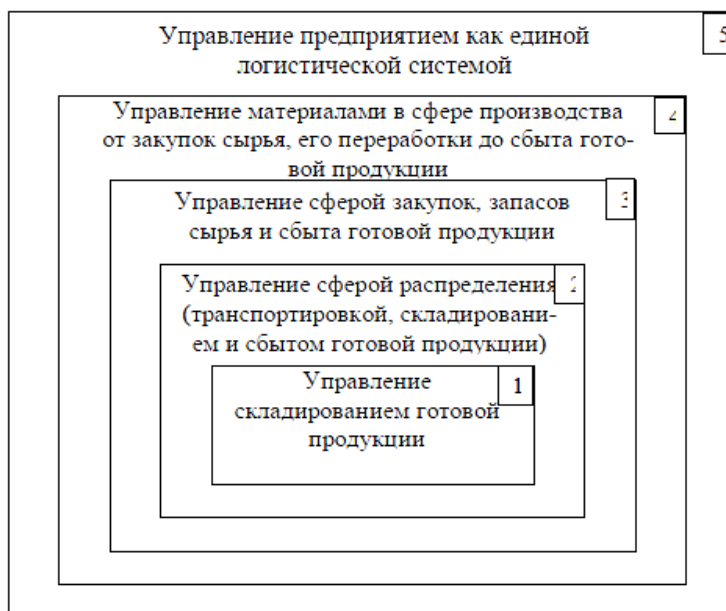 Управление предприятием как единой
5
логистической системой
Управление материалами в сфере производства
от закупок сырья, его переработки до сбыта гото-
вой продукции
Управление сферой закупок, запасов
3
сырья и сбыта готовой продукции
Управление сферой распределения
2
(транспортировкой, складировани-
ем и сбытом готовой продукции)
Управление
1
складированием готовой
продукции